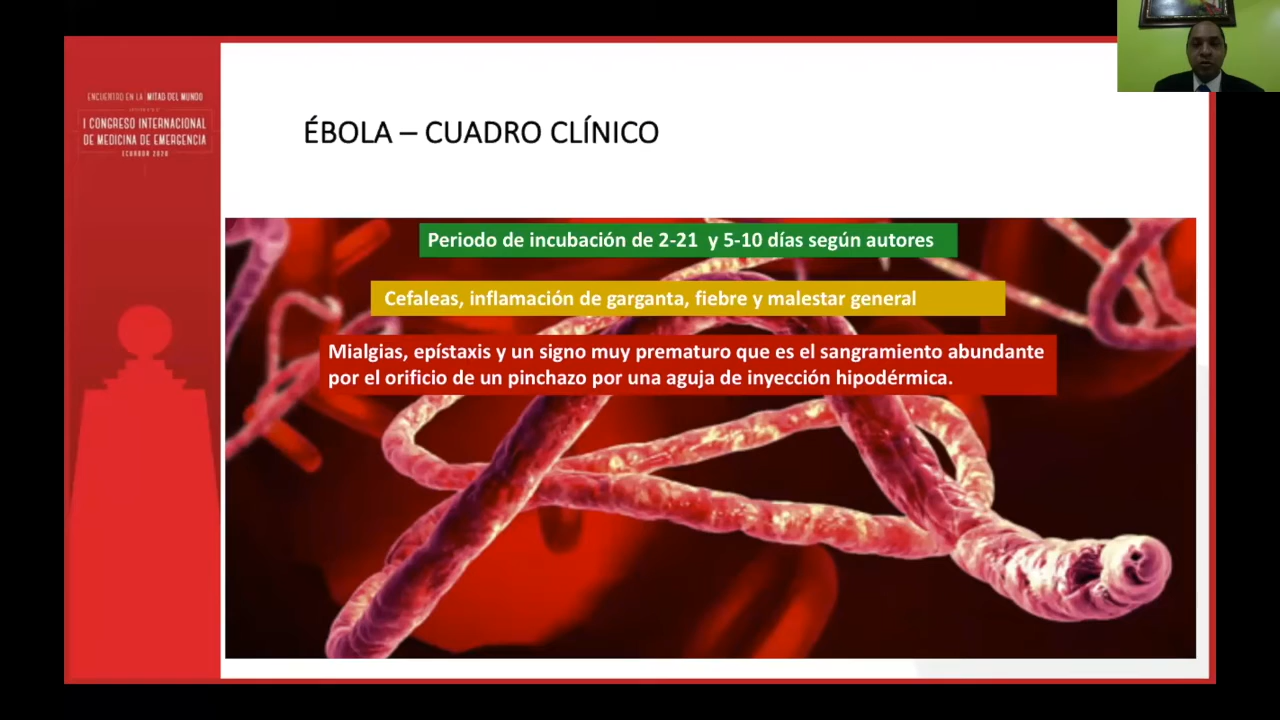 ENCUENTRO EN LA MITAD DEL MUNDO
I CONGRESO INTERNACIONAL
DE MEDICINA DE EMERGENCIA
ECUADOR 2020
ÉBOLA – CUADRO CLÍNICO
Periodo de incubación de 2-21 y 5-10 días según autores
Cefaleas, inflamación de garganta, fiebre y malestar general
Mialgias, epístaxis y un signo muy prematuro que es el sangramiento abundante
por el orificio de un pinchazo por una aguja de inyección hipodérmica.